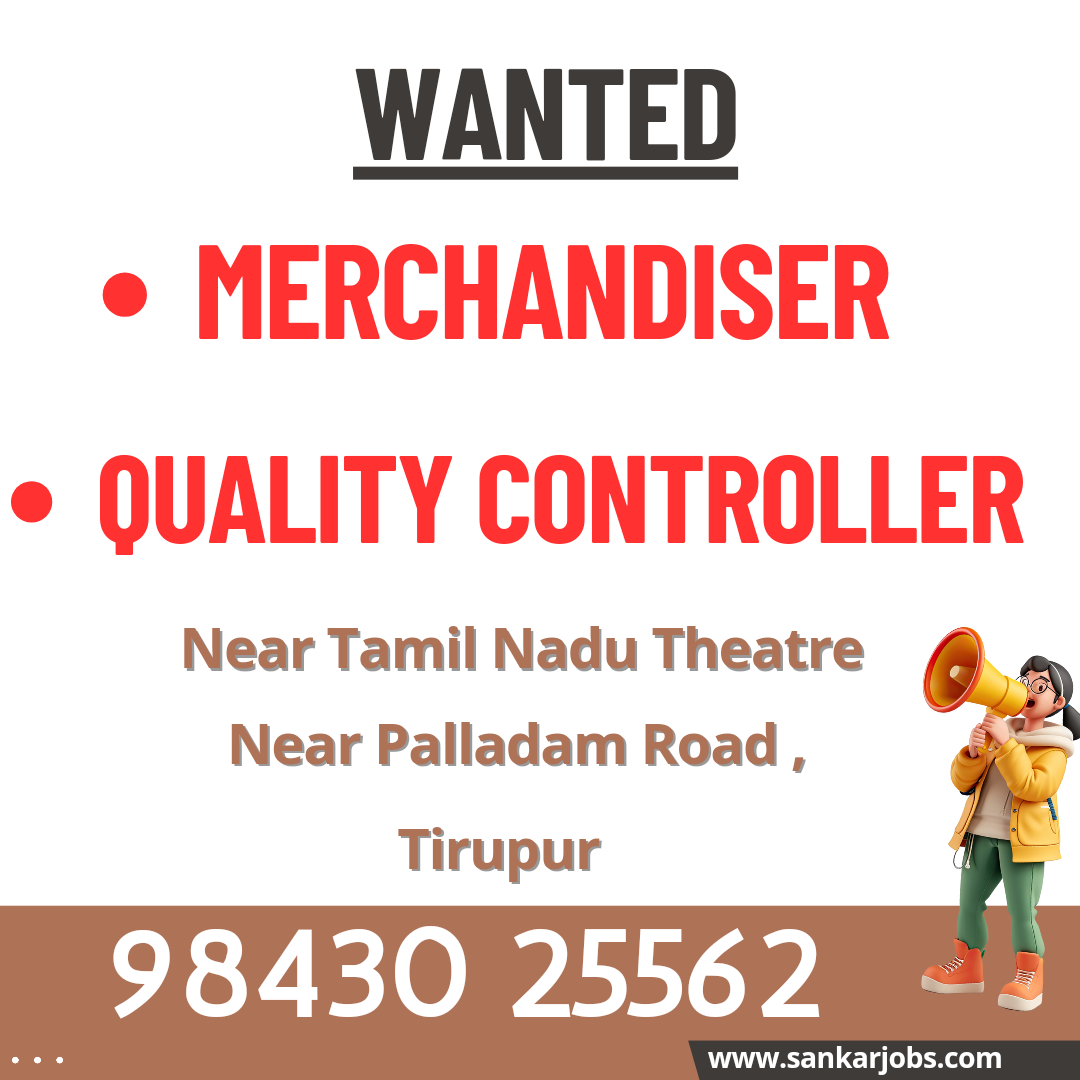 WANTED
• MERCHANDISER
• QUALITY CONTROLLER
Near Tamil Nadu Theatre
Near Palladam Road ,
Tirupur
98430 25562
www.sankarjobs.com